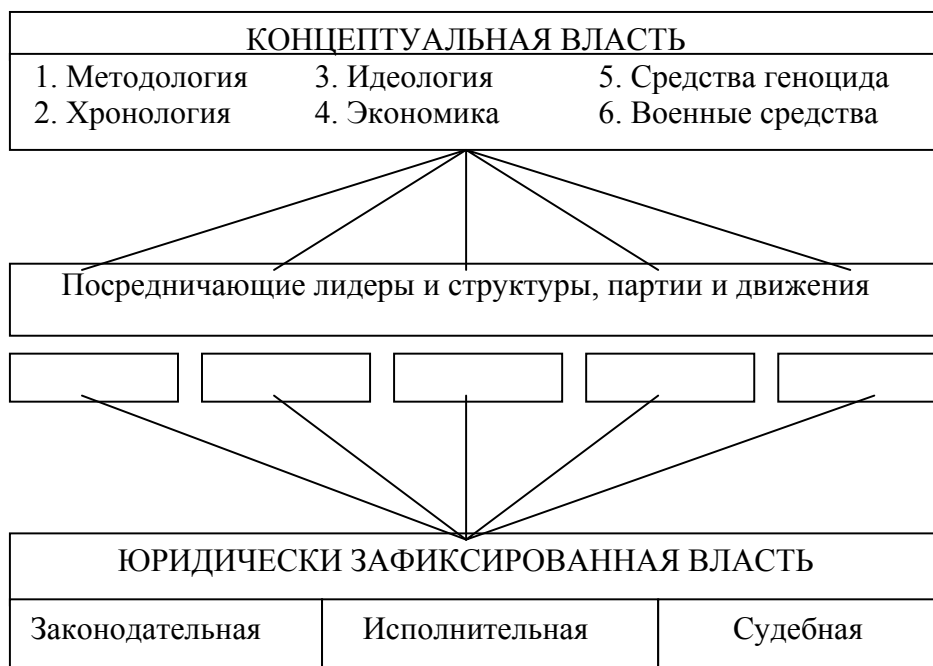 КОНЦЕПТУАЛЬНАЯ ВЛАСТЬ
1. Методология 3. Идеология 5. Средства геноцида
2. Хронология 4. Экономика 6. Военные средства
Посредничающие лидеры и структуры, партии и движения
ЮРИДИЧЕСКИ ЗАФИКСИРОВАННАЯ ВЛАСТЬ
Законодательная Исполнительная Судебная